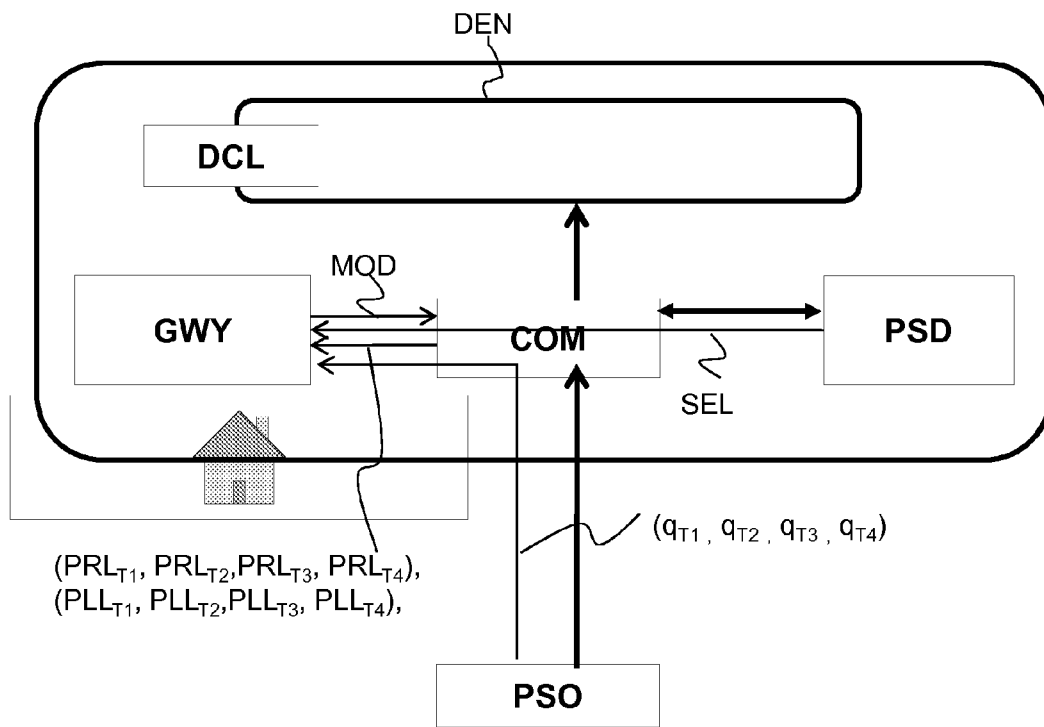 DEN
DCL
MOD
GWY
COM
PSD
SEL
(qT1 , qT2 , qT3 , qT4)
(PRLT1, PRLT2,PRLT3, PRLT4),
(PLLT1, PLLT2,PLLT3, PLLT4),
PSO